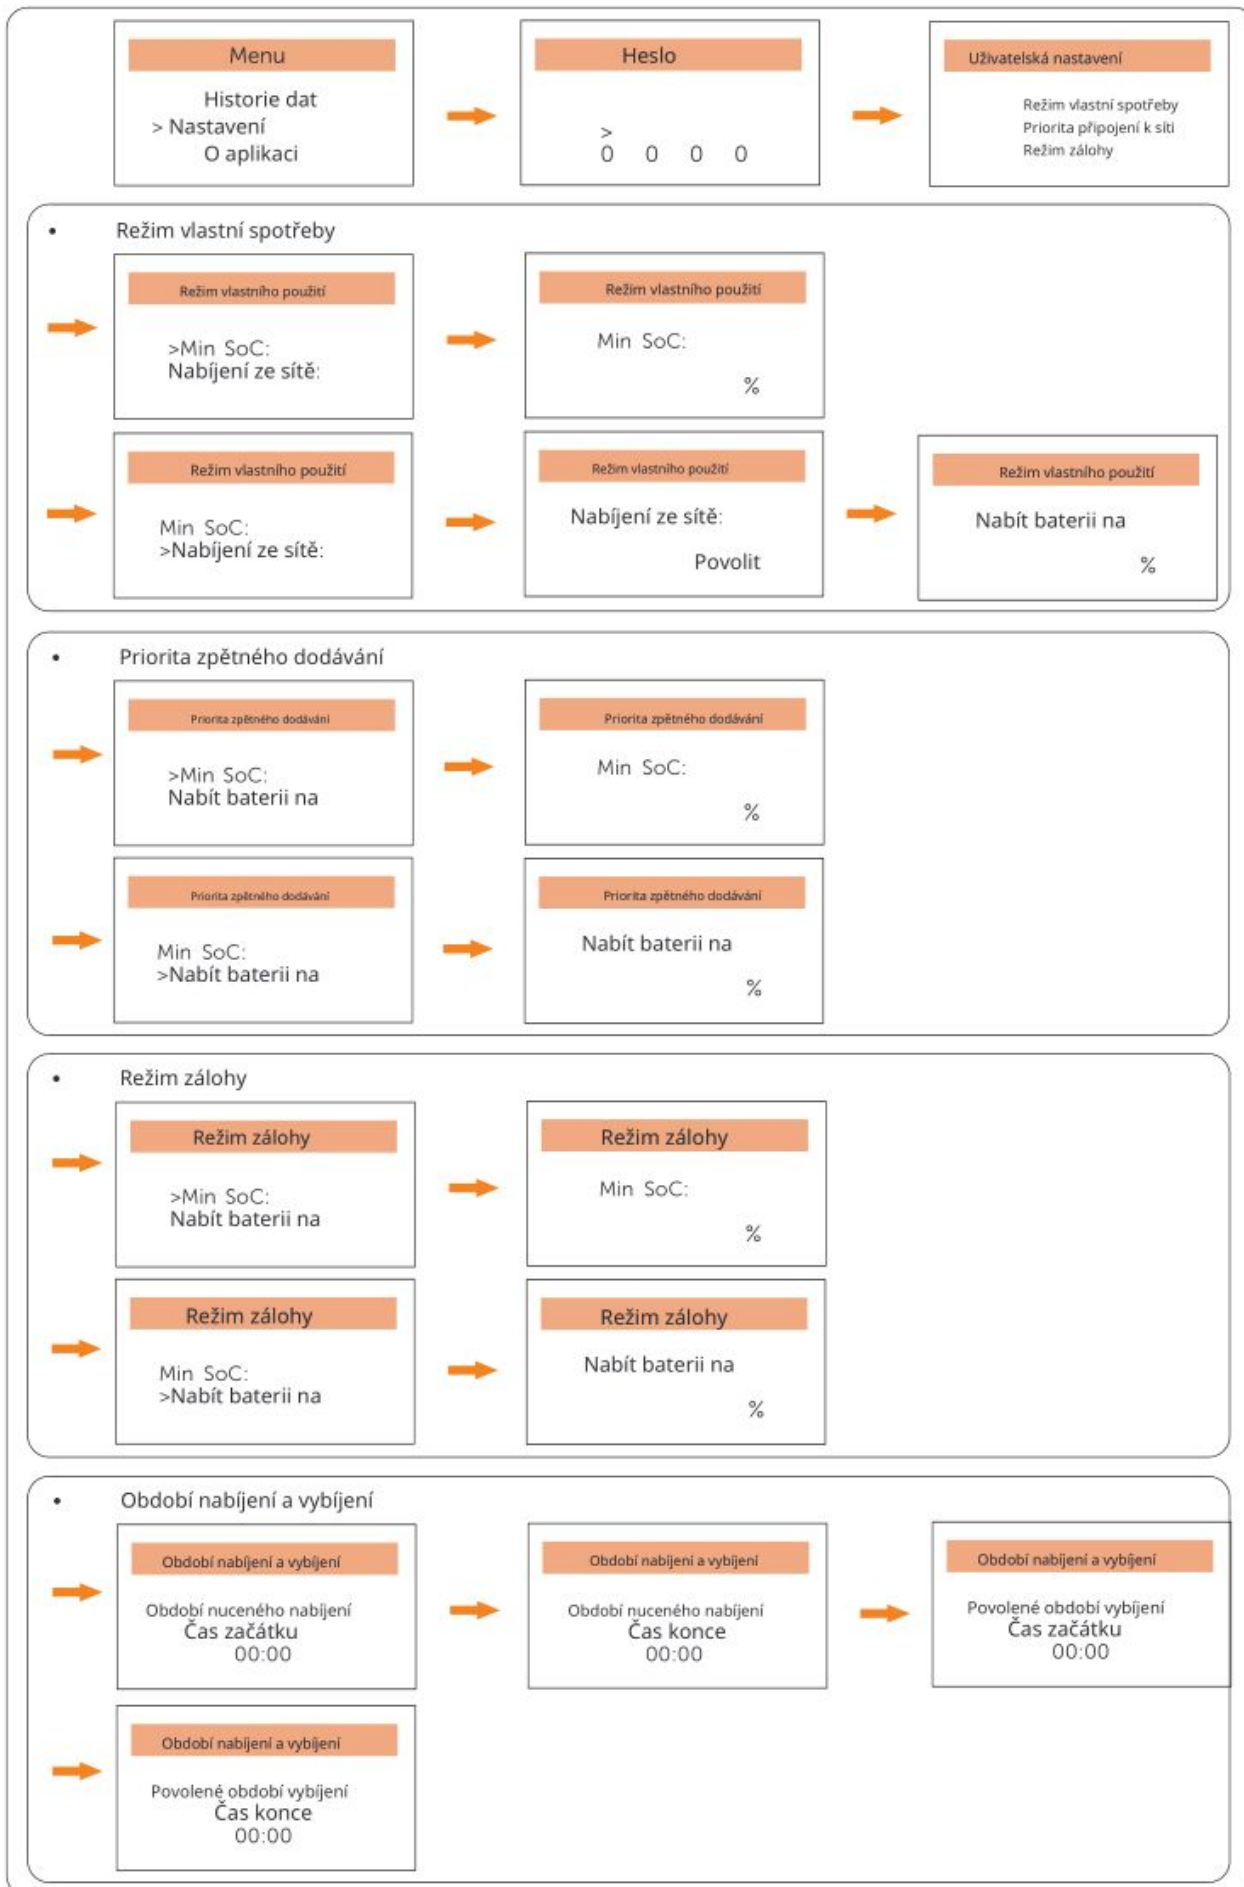 Menu
Historie dat
> Nastavení
O aplikaci
Heslo
>
0 0 0 0
Uživatelská nastavení
Režim vlastní spotřeby
Priorita připojení k síti
Režim zálohy
• Režim vlastní spotřeby
Režim vlastního použití
>Min SoC:
Nabíjení ze sítě:
Režim vlastního použití
Min SoC:
%
Režim vlastního použití
Min SoC:
>Nabíjení ze sítě:
Režim vlastního použití
Nabíjení ze sítě:
Povolit
Režim vlastního použití
Nabít baterii na
%
• Priorita zpětného dodávání
Priorita zpětného dodávání
>Min SoC:
Nabít baterii na
Priorita zpětného dodávání
Min SoC:
%
Priorita zpětného dodávání
Min SoC:
>Nabít baterii na
Priorita zpětného dodávání
Nabít baterii na
%
• Režim zálohy
Režim zálohy
>Min SoC:
Nabít baterii na
Režim zálohy
Min SoC:
%
Režim zálohy
Min SoC:
>Nabít baterii na
Režim zálohy
Nabít baterii na
%
• Období nabíjení a vybíjení
Období nabíjení a vybíjení
Období nuceného nabíjení
Čas začátku
00:00
Období nabíjení a vybíjení
Období nuceného nabíjení
Čas konce
00:00
Období nabíjení a vybíjení
Povolené období vybíjení
Čas začátku
00:00
Období nabíjení a vybíjení
Povolené období vybíjení
Čas konce
00:00